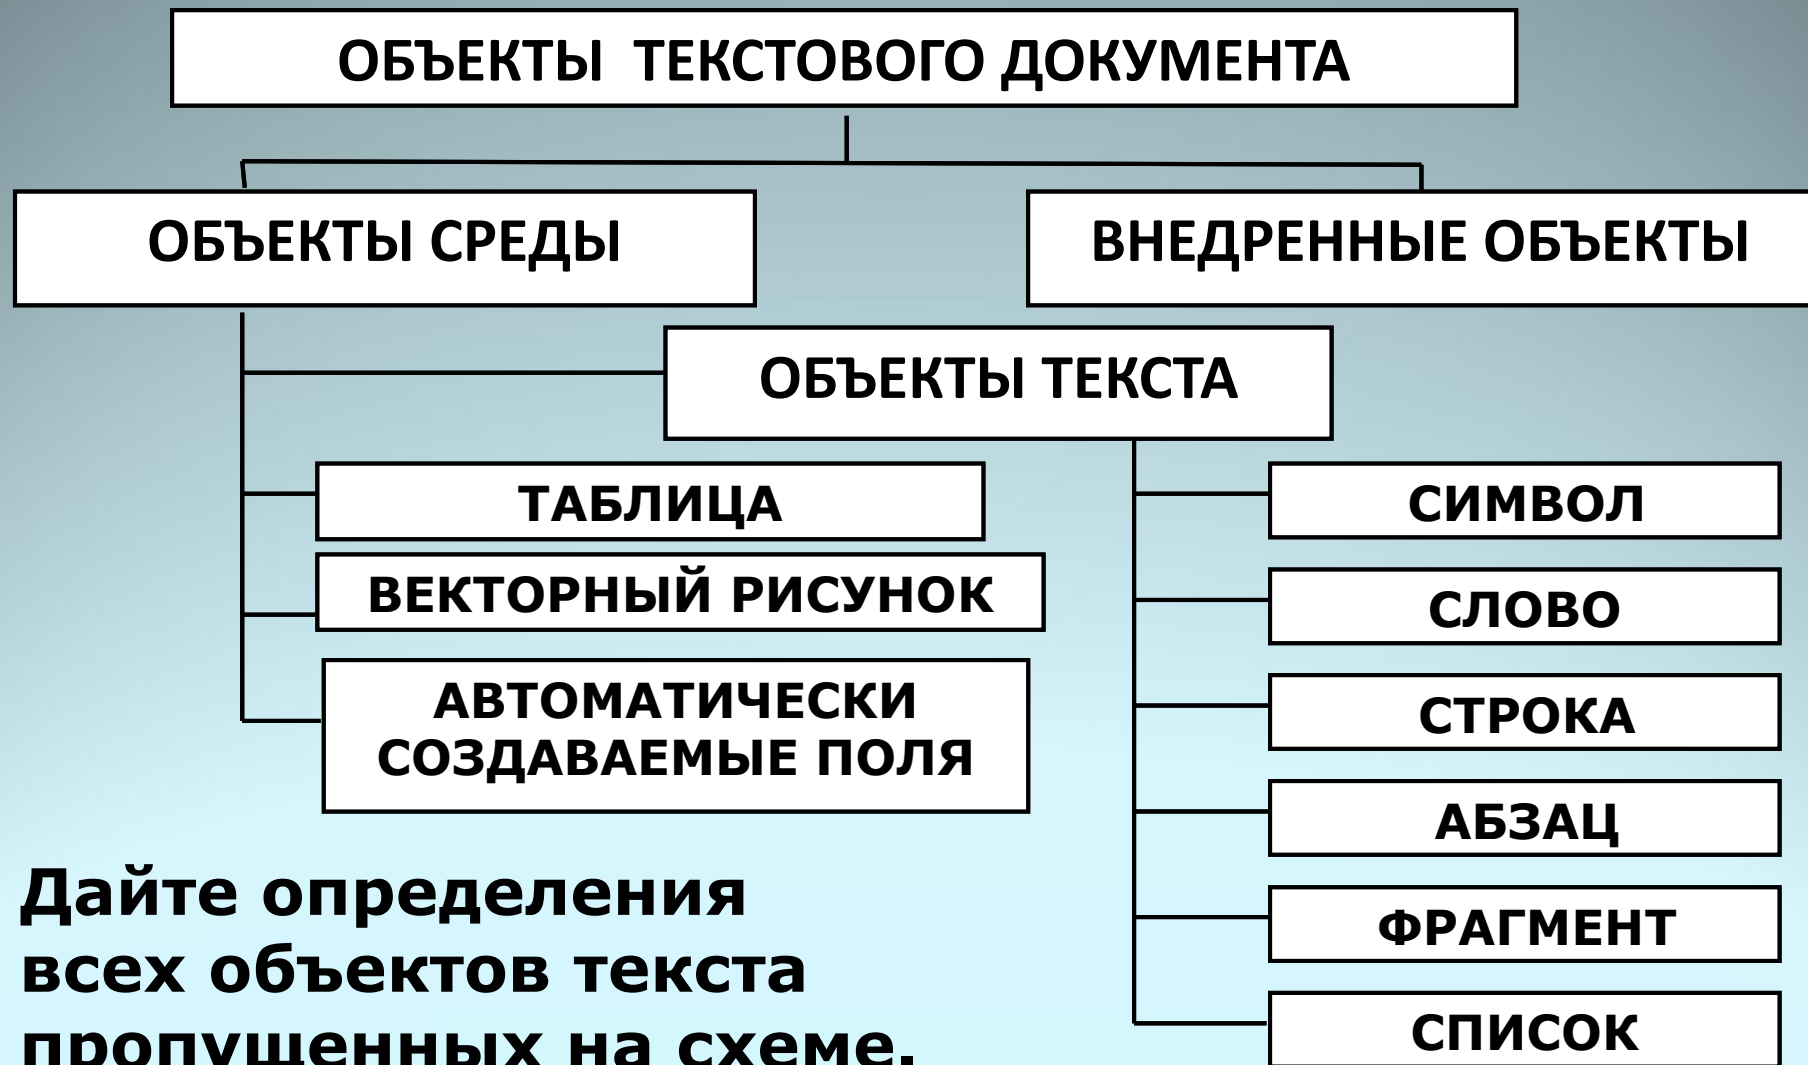 ОБЪЕКТЫ ТЕКСТОВОГО ДОКУМЕНТА
ОБЪЕКТЫ СРЕДЫ
ВНЕДРЕННЫЕ ОБЪЕКТЫ
ОБЪЕКТЫ ТЕКСТА
ТАБЛИЦА
ВЕКТОРНЫЙ РИСУНОК
АВТОМАТИЧЕСКИ
СОЗДАВАЕМЫЕ ПОЛЯ
СИМВОЛ
СЛОВО
СТРОКА
АБЗАЦ
ФРАГМЕНТ
СПИСОК
Дайте определения
всех объектов текста
пропущенных на схеме.